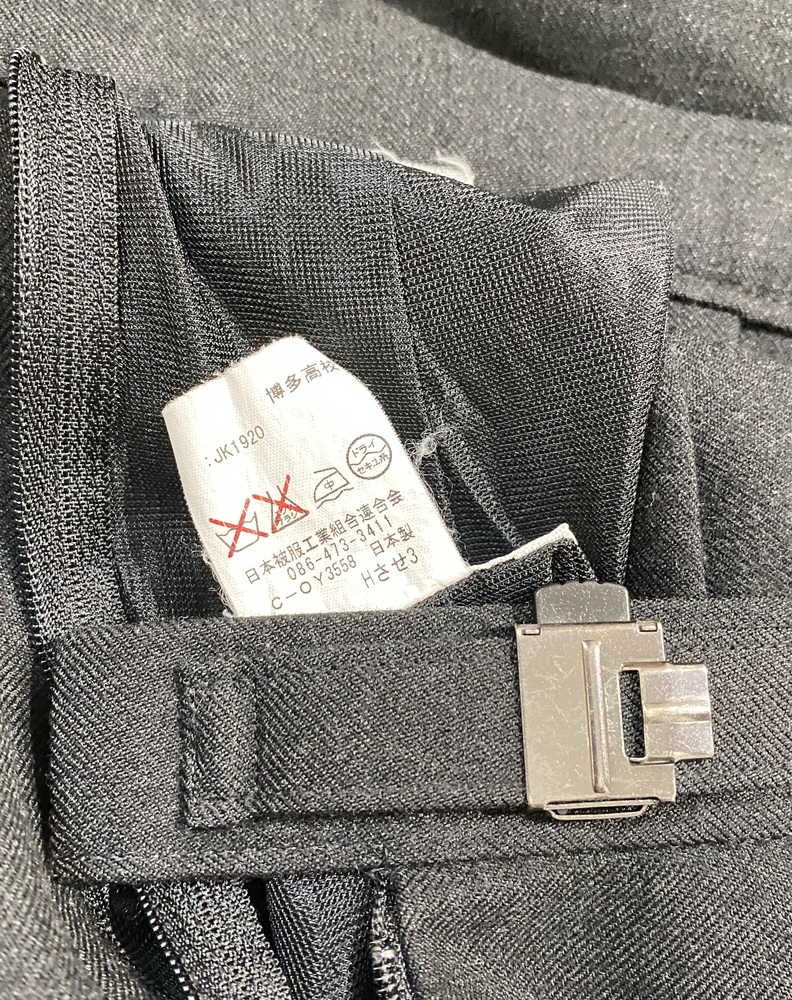 博多高校
:JK1920
ドライ
セキユ系
中
日本被服工業組合連合会
086-473-3411
C-OY3558 日本製
Hさせ3